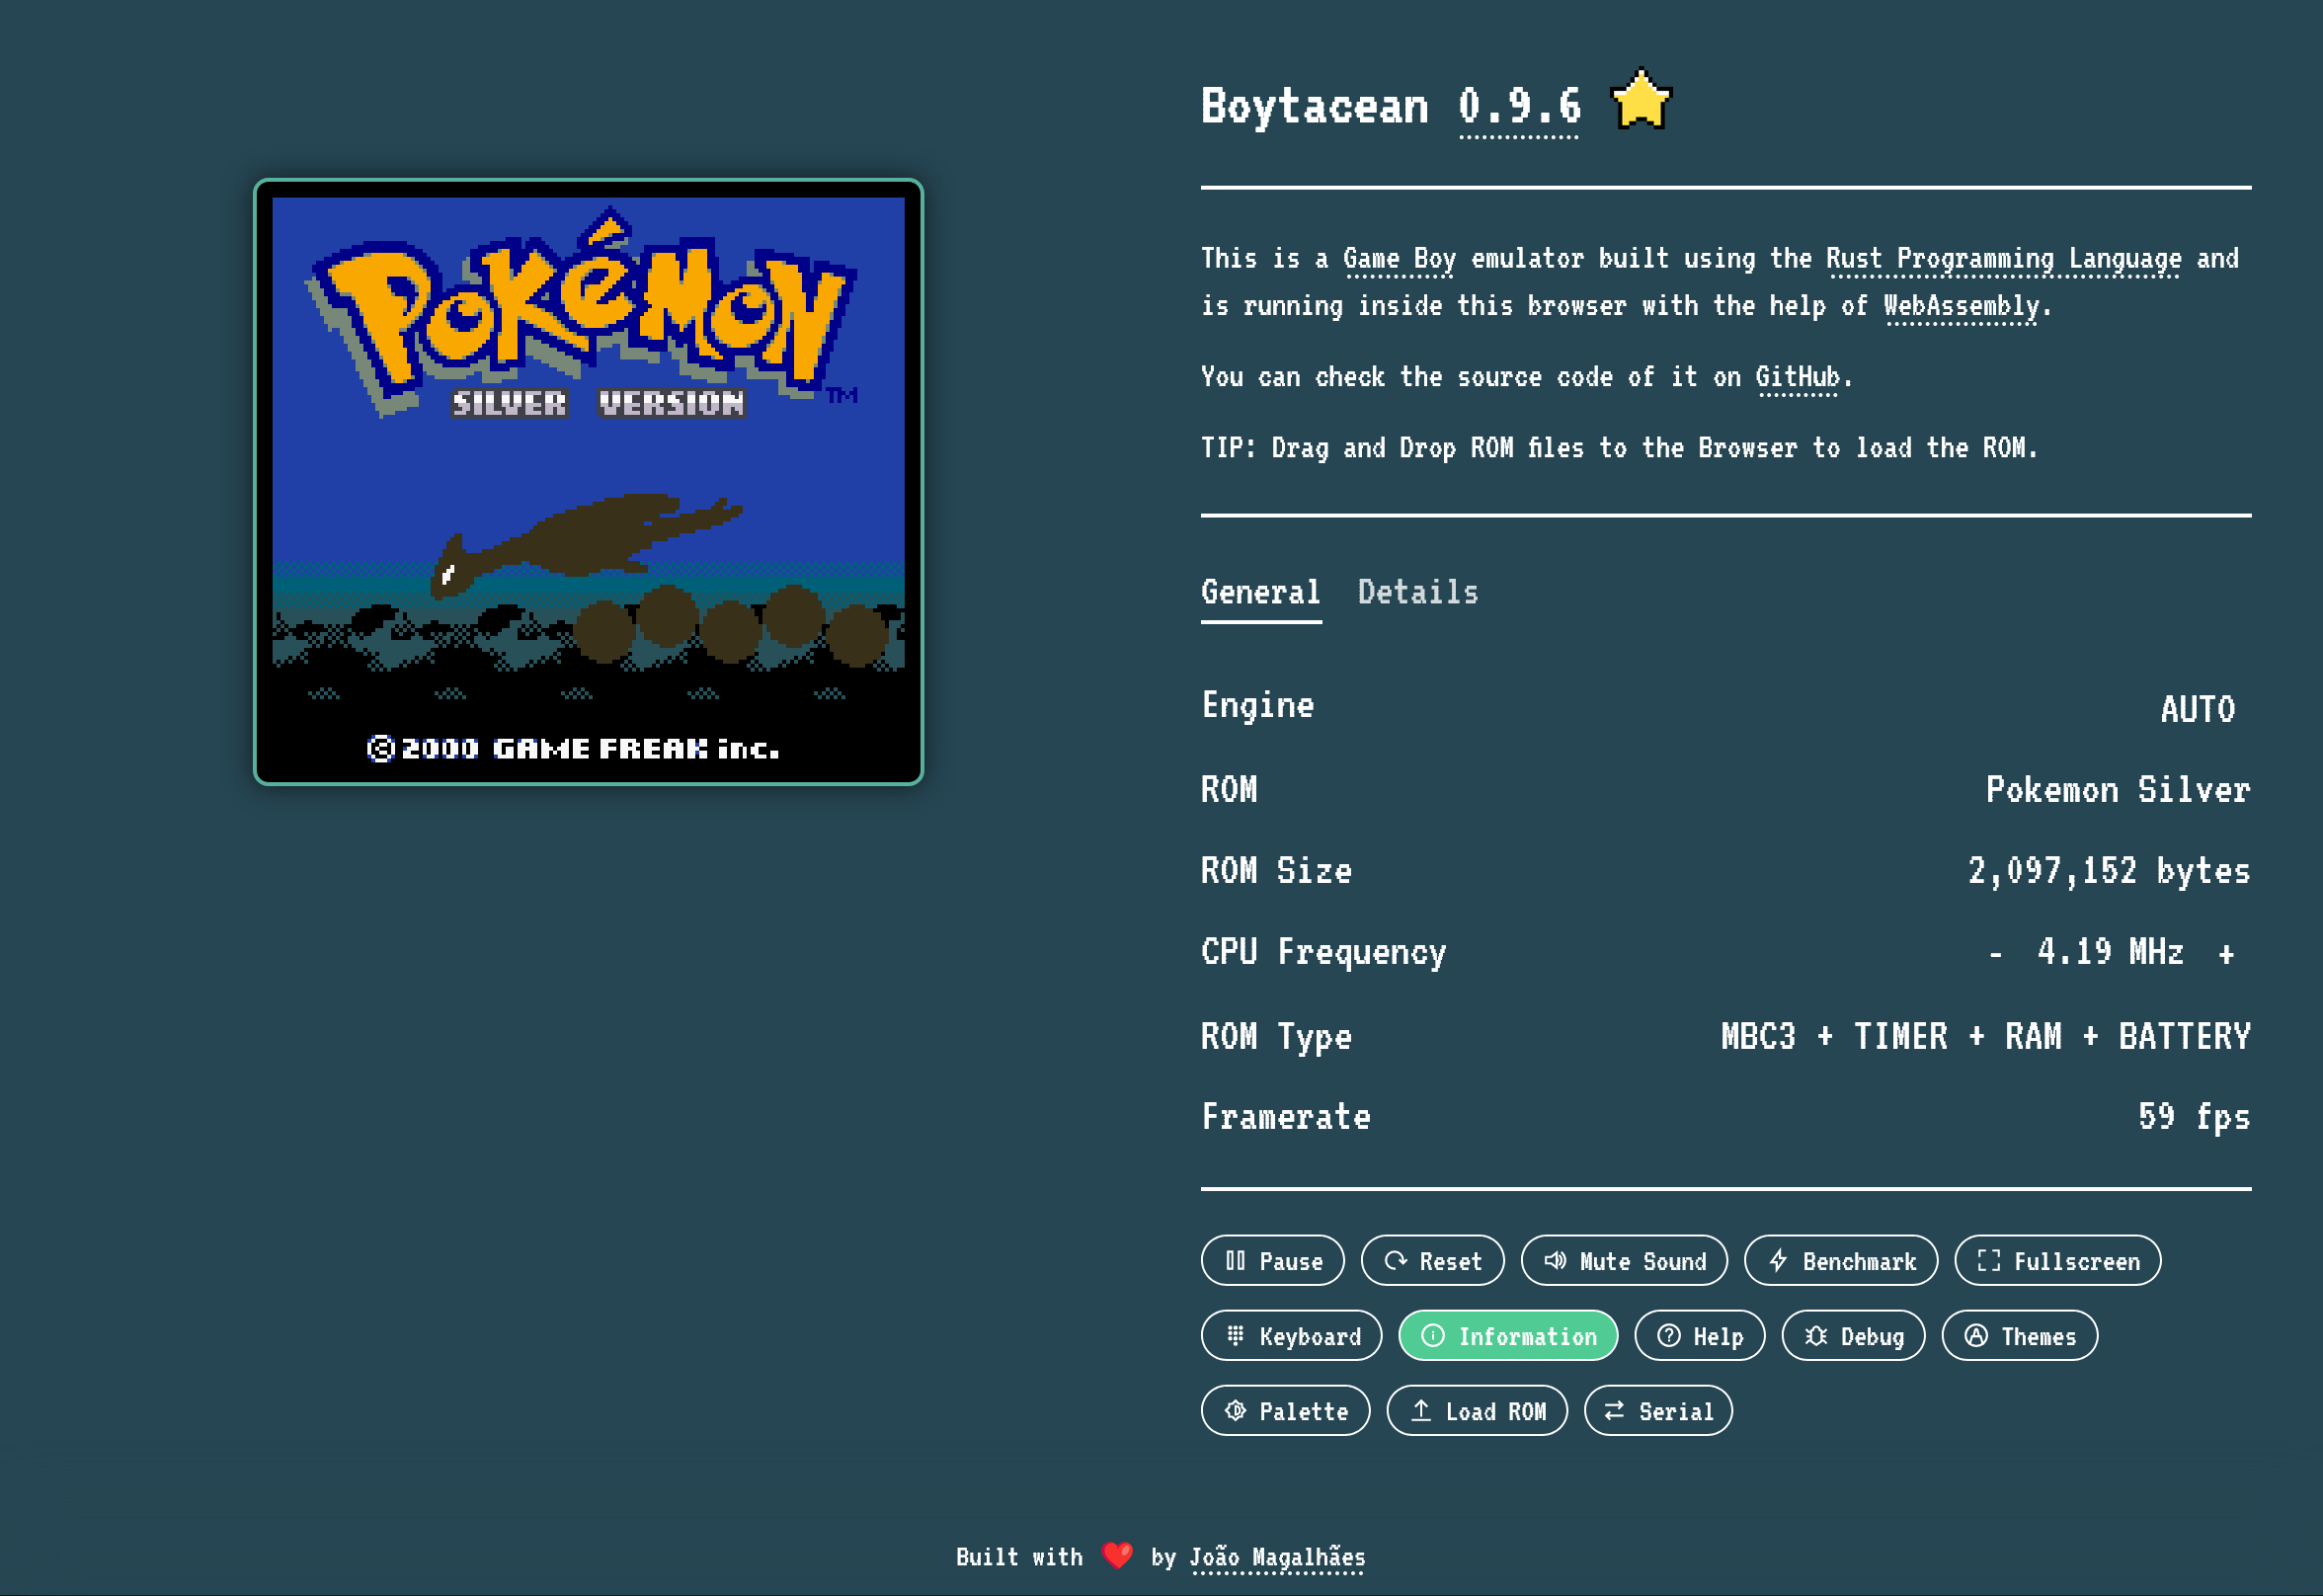 POKéMON
TM
SILVER VERSION
©2000 GAME FREAK inc.
Boytacean 0.9.6
This is a Game Boy emulator built using the Rust Programming Language and
is running inside this browser with the help of WebAssembly.
You can check the source code of it on GitHub.
TIP: Drag and Drop ROM files to the Browser to load the ROM.
General Details
Engine AUTO
ROM Pokemon Silver
ROM Size 2,097,152 bytes
CPU Frequency - 4.19 MHz +
ROM Type MBC3 + TIMER + RAM + BATTERY
Framerate 59 fps
Pause Reset Mute Sound Benchmark Fullscreen
Keyboard Information Help Debug Themes
Palette Load ROM Serial
Built with ❤️ by João Magalhães